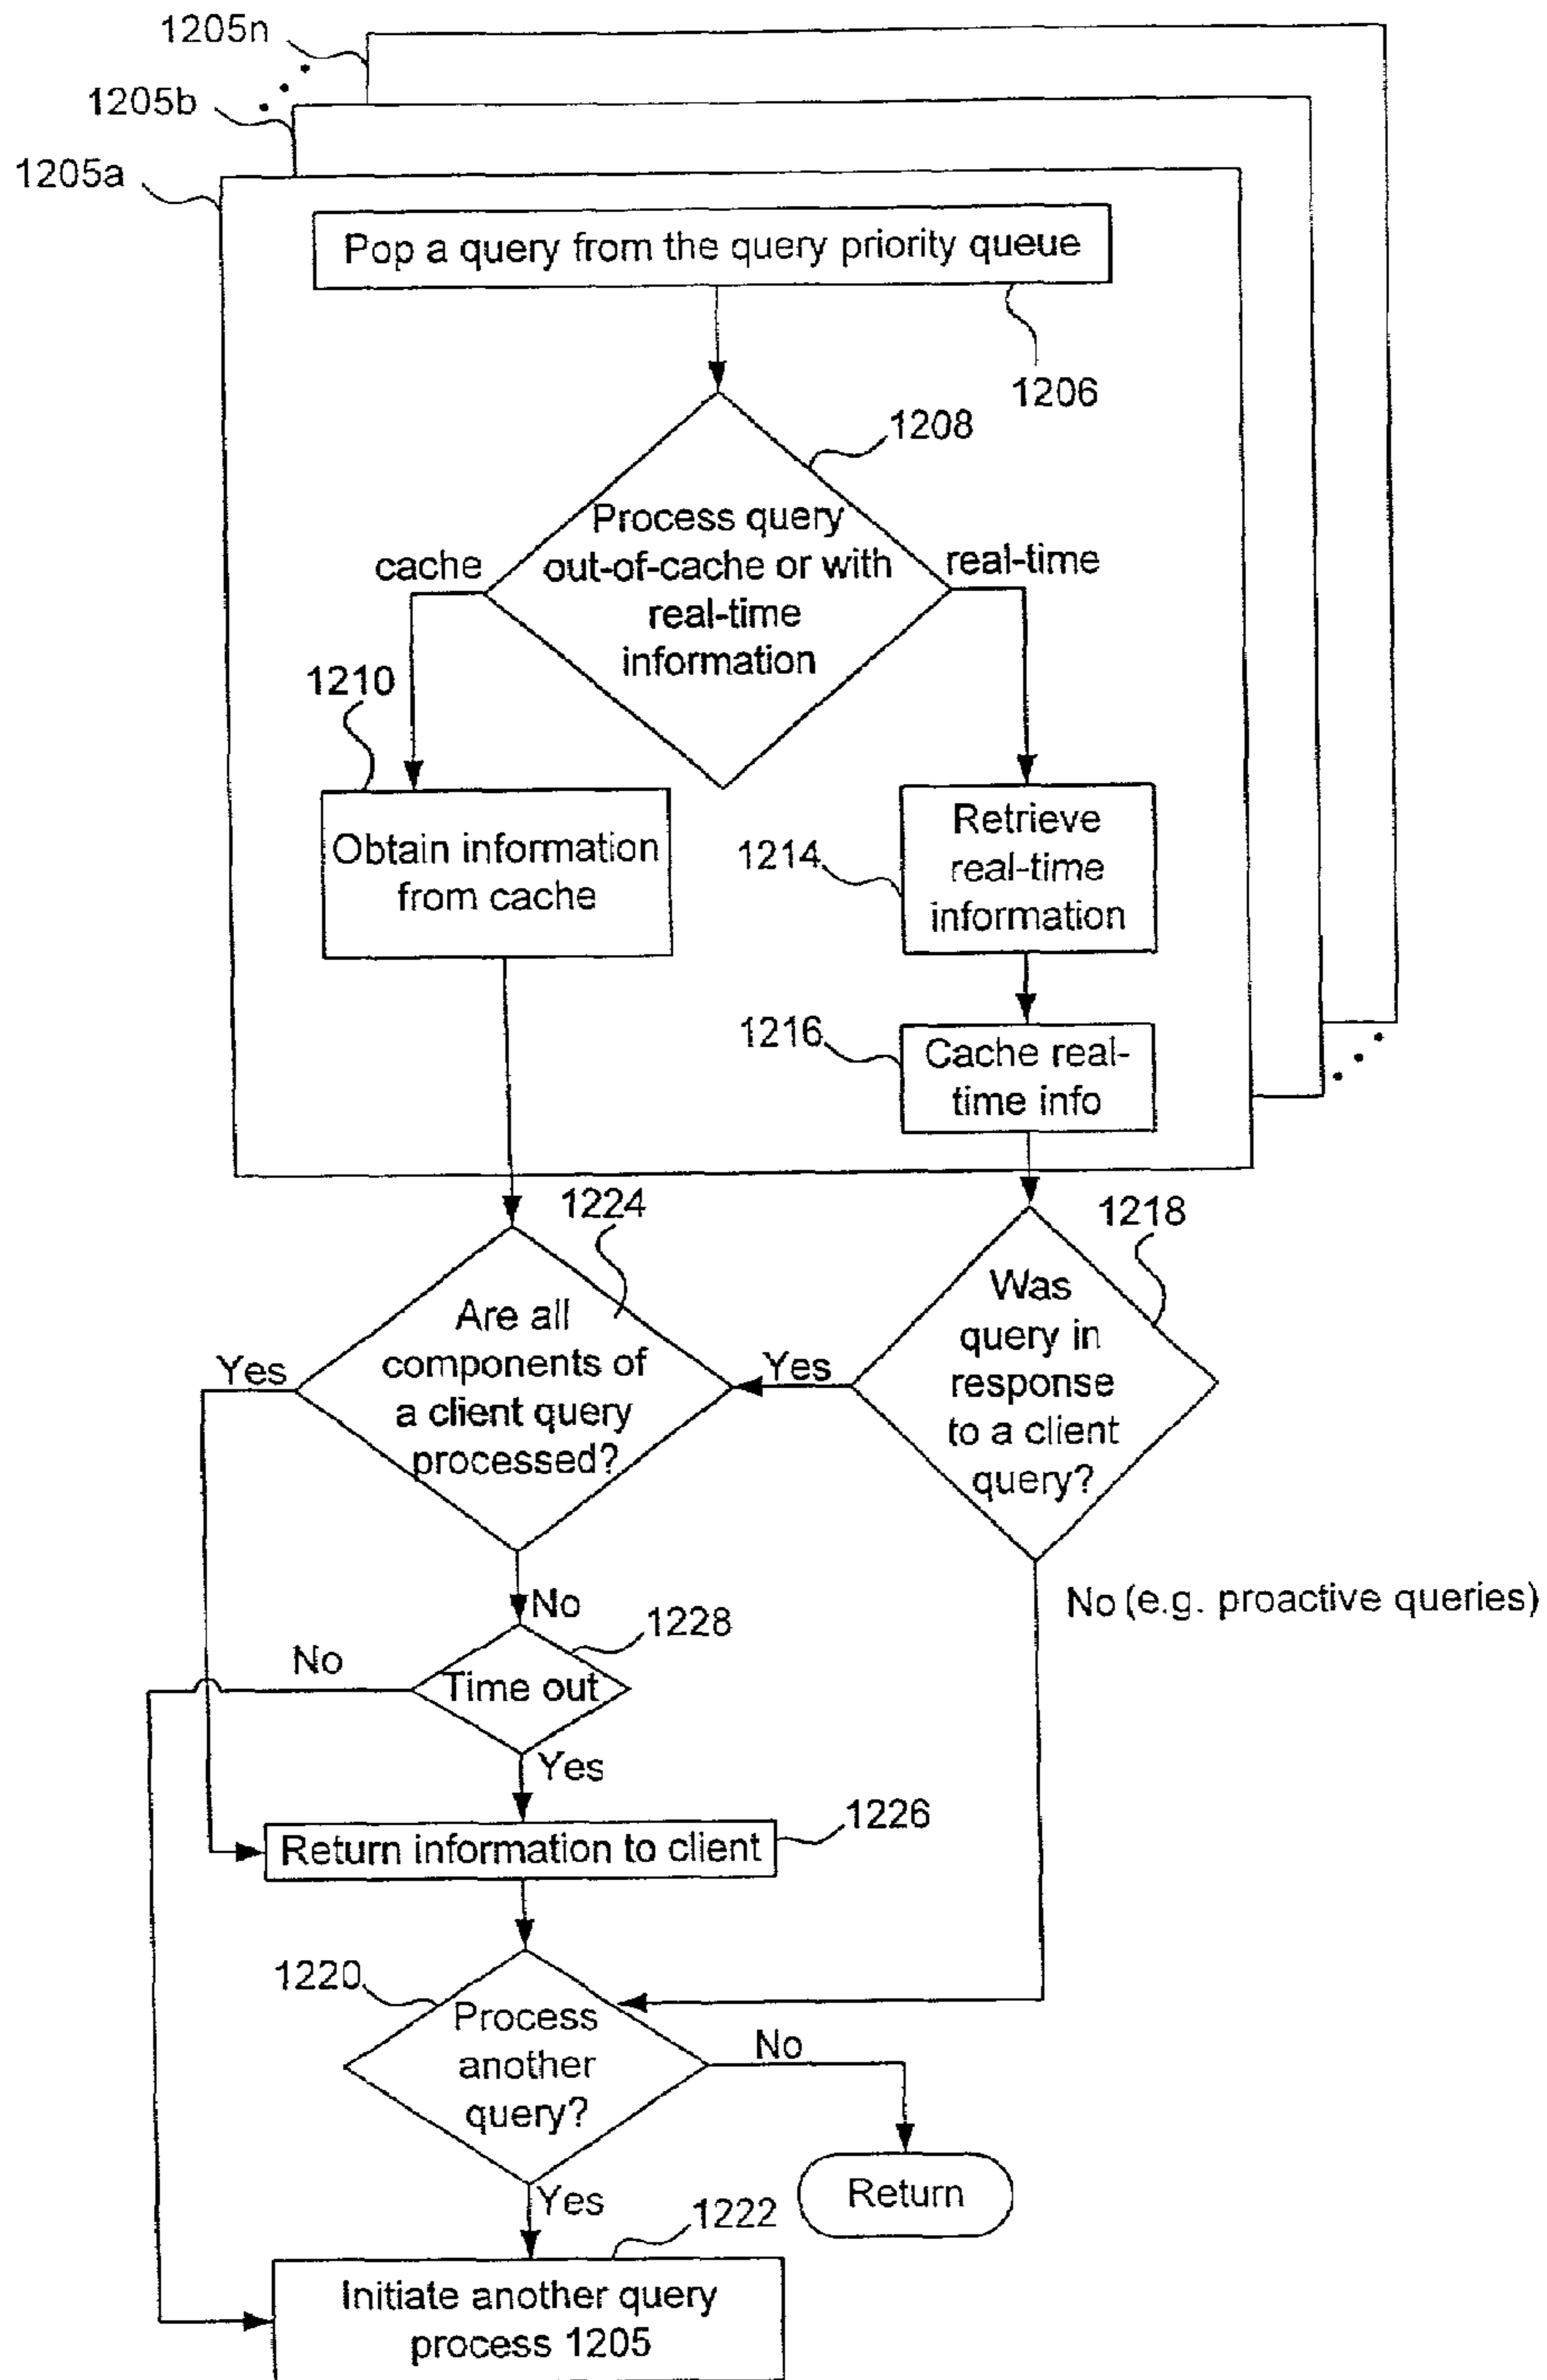 1205n
1205b
1205a
Pop a query from the query priority queue
1206
1208
Process query
out-of-cache or with
real-time
information
cache
real-time
1210
Obtain information
from cache
1214
Retrieve
real-time
information
1216
Cache real-
time info
1224
1218
Are all
components of
a client query
processed?
Yes
Yes
Was
query in
response
to a client
query?
No
No (e.g. proactive queries)
1228
No
Time out
Yes
1226
Return information to client
1220
Process
another
query?
No
Return
Yes
1222
Initiate another query
process 1205